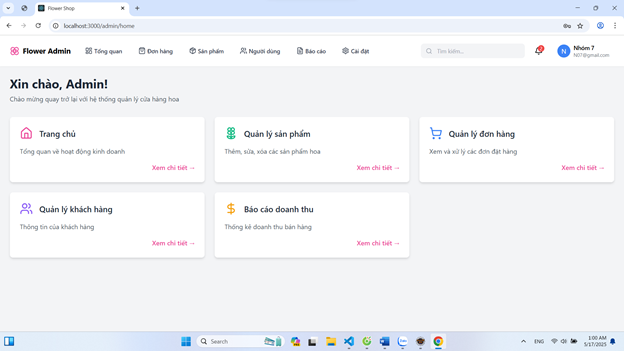 Flower Shop
localhost:3000/admin/home
Flower Admin
Tổng quan
Đơn hàng
Sản phẩm
Người dùng
Báo cáo
Cài đặt
Tìm kiếm...
N
Nhóm 7
N07@gmail.com
Xin chào, Admin!
Chào mừng quay trở lại với hệ thống quản lý cửa hàng hoa
Trang chủ
Tổng quan về hoạt động kinh doanh
Xem chi tiết →
Quản lý sản phẩm
Thêm, sửa, xóa các sản phẩm hoa
Xem chi tiết →
Quản lý đơn hàng
Xem và xử lý các đơn đặt hàng
Xem chi tiết →
Quản lý khách hàng
Thông tin của khách hàng
Xem chi tiết →
Báo cáo doanh thu
Thống kê doanh thu bán hàng
Xem chi tiết →
Search
ENG
1:00 AM
5/17/2025